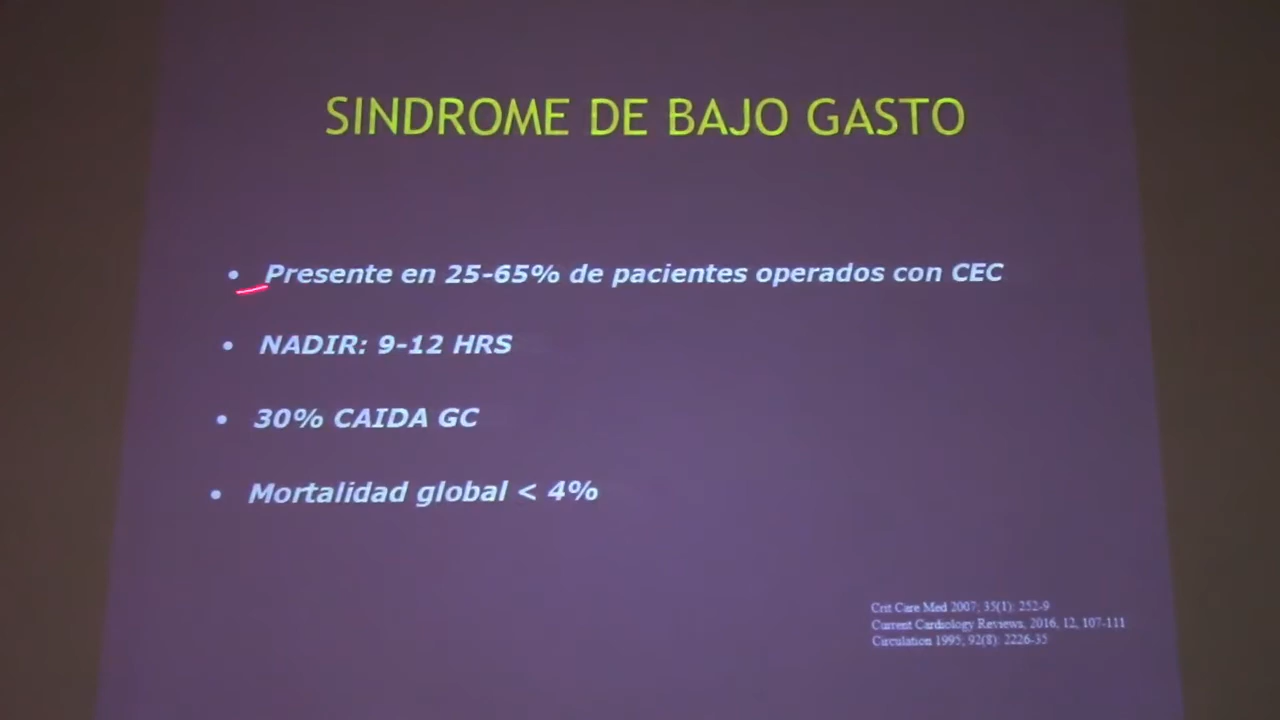 SINDROME DE BAJO GASTO
• Presente en 25-65% de pacientes operados con CEC
• NADIR: 9-12 HRS
• 30% CAIDA GC
• Mortalidad global < 4%
Crit Care Med 2007; 35(1): 252-9
Current Cardiology Reviews, 2016, 12, 107-111
Circulation 1995; 92(8): 2226-35